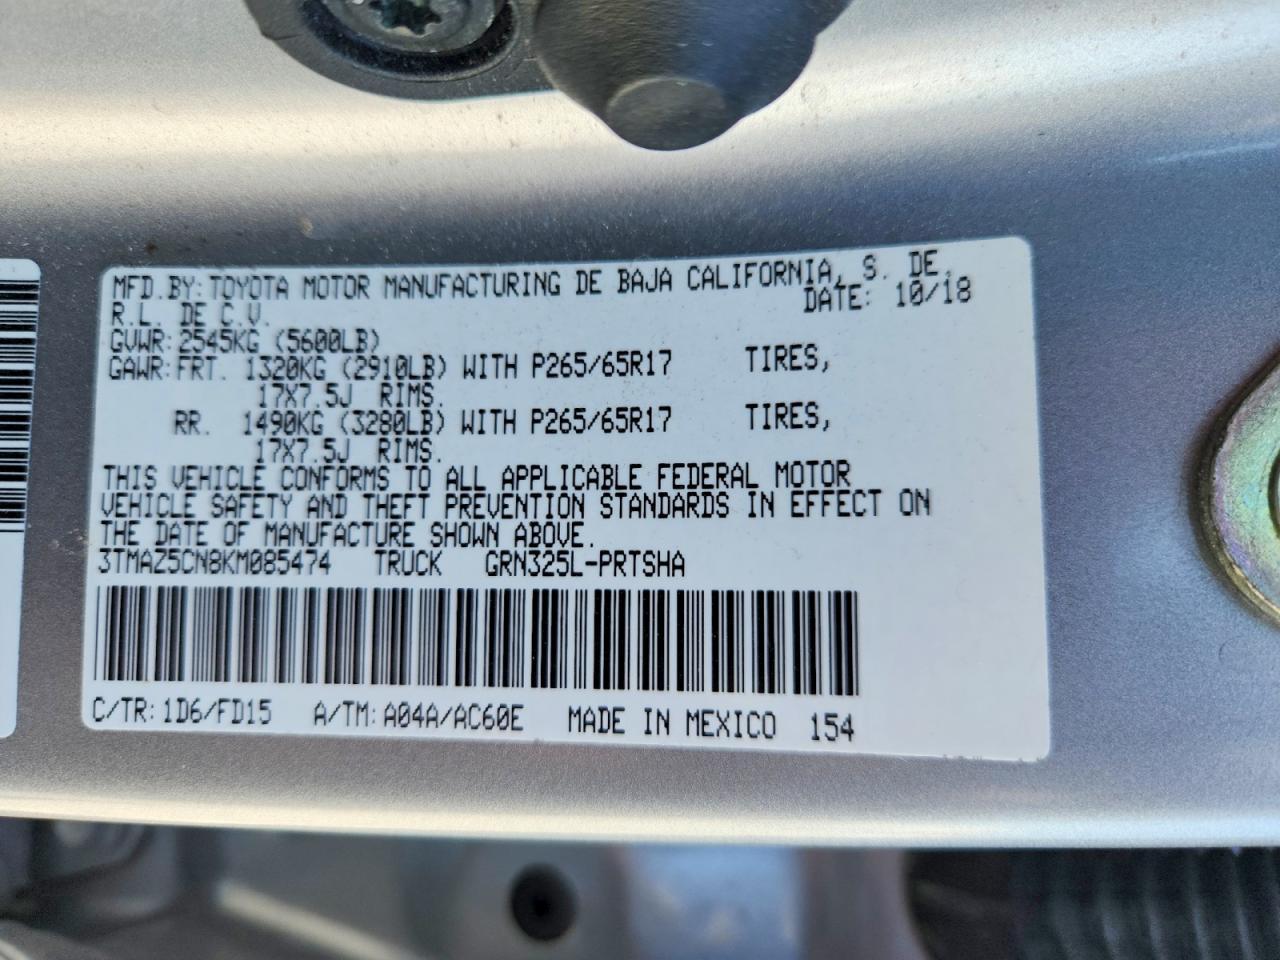 MFD.BY: TOYOTA MOTOR MANUFACTURING DE BAJA CALIFORNIA, S. DE.
R.L. DE C.V. DATE: 10/18
GVWR: 2545KG (5600LB)
GAWR: FRT. 1320KG (2910LB) WITH P265/65R17 TIRES,
17X7.5J RIMS.
RR. 1490KG (3280LB) WITH P265/65R17 TIRES,
17X7.5J RIMS.
THIS VEHICLE CONFORMS TO ALL APPLICABLE FEDERAL MOTOR
VEHICLE SAFETY AND THEFT PREVENTION STANDARDS IN EFFECT ON
THE DATE OF MANUFACTURE SHOWN ABOVE.
3TMAZ5CN8KM085474 TRUCK GRN325L-PRTSHA
C/TR: 1D6/FD15 A/TM: A04A/AC60E MADE IN MEXICO 154